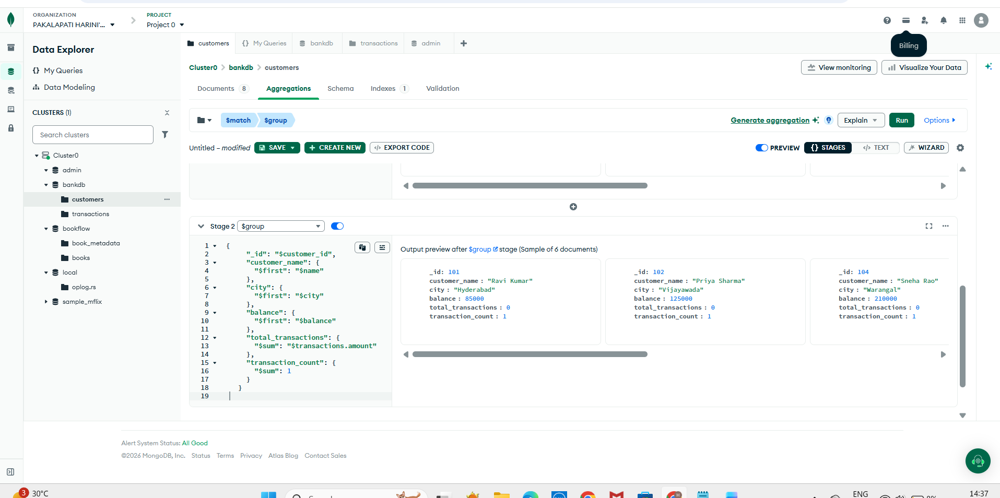 ORGANIZATION
PAKALAPATI HARINI'...
PROJECT
Project 0
Billing
Data Explorer
My Queries
Data Modeling
CLUSTERS (1)
Search clusters
Cluster0
admin
bankdb
customers
transactions
bookflow
book_metadata
books
local
oplog.rs
sample_mflix
customers
{} My Queries
bankdb
transactions
admin
Cluster0 > bankdb > customers
View monitoring
Visualize Your Data
Documents 8
Aggregations
Schema
Indexes 1
Validation
$match
$group
Generate aggregation
Explain
Run
Options
Untitled – modified
SAVE
+ CREATE NEW
</> EXPORT CODE
PREVIEW
{} STAGES
</> TEXT
WIZARD
Stage 2
$group
1 {
2 "_id": "$customer_id",
3 "customer_name": {
4 "$first": "$name"
5 },
6 "city": {
7 "$first": "$city"
8 },
9 "balance": {
10 "$first": "$balance"
11 },
12 "total_transactions": {
13 "$sum": "$transactions.amount"
14 },
15 "transaction_count": {
16 "$sum": 1
17 }
18 }
19
Output preview after $group stage (Sample of 6 documents)
_id: 101
customer_name : "Ravi Kumar"
city : "Hyderabad"
balance : 85000
total_transactions : 0
transaction_count : 1
_id: 102
customer_name : "Priya Sharma"
city : "Vijayawada"
balance : 125000
total_transactions : 0
transaction_count : 1
_id: 104
customer_name : "Sneha Rao"
city : "Warangal"
balance : 210000
total_transactions : 0
transaction_count : 1
Alert System Status: All Good
©2026 MongoDB, Inc. Status Terms Privacy Atlas Blog Contact Sales
3
30°C
H
ENG
14:37